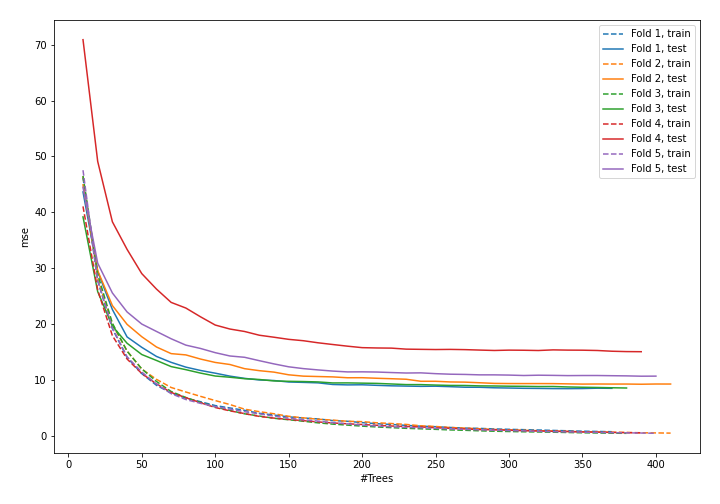 70
60
50
40
30
20
10
0
mse
0 50 100 150 200 250 300 350 400
#Trees
Fold 1, train
Fold 1, test
Fold 2, train
Fold 2, test
Fold 3, train
Fold 3, test
Fold 4, train
Fold 4, test
Fold 5, train
Fold 5, test